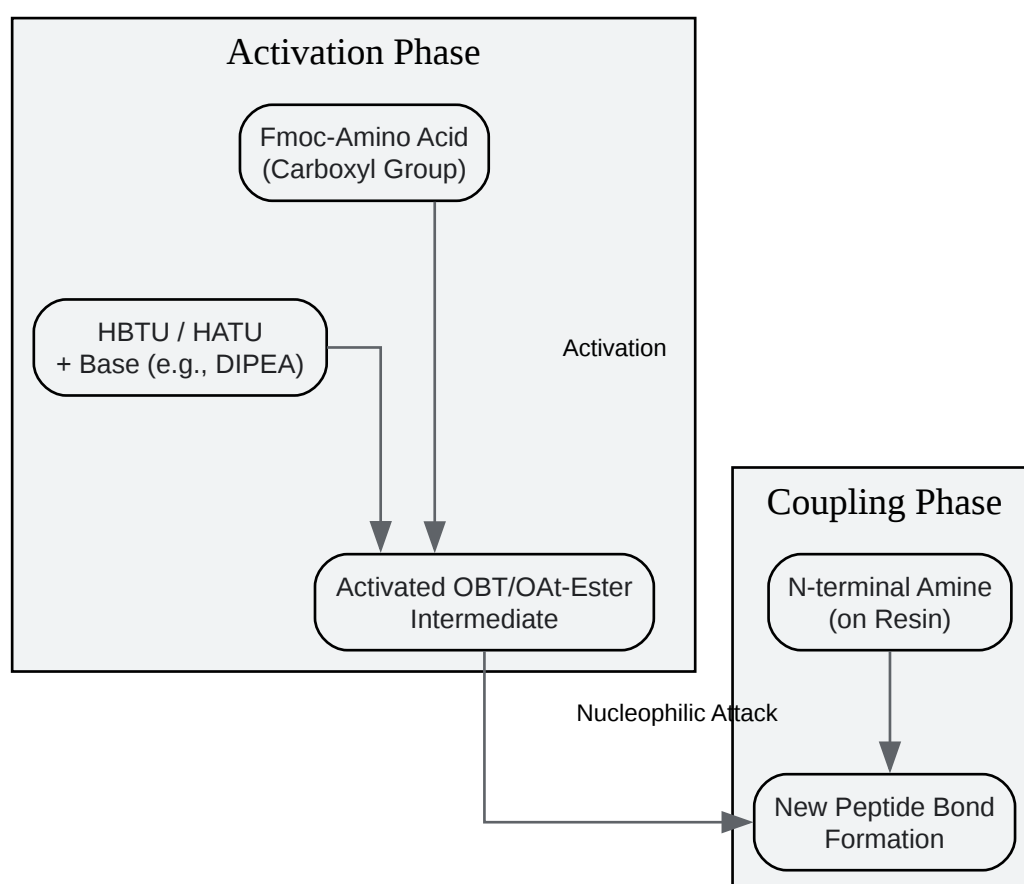 Activation Phase
Fmoc-Amino Acid
(Carboxyl Group)
HBTU / HATU
+ Base (e.g., DIPEA)
Activation
Activated OBT/OAt-Ester
Intermediate
Coupling Phase
N-terminal Amine
(on Resin)
Nucleophilic Attack
New Peptide Bond
Formation